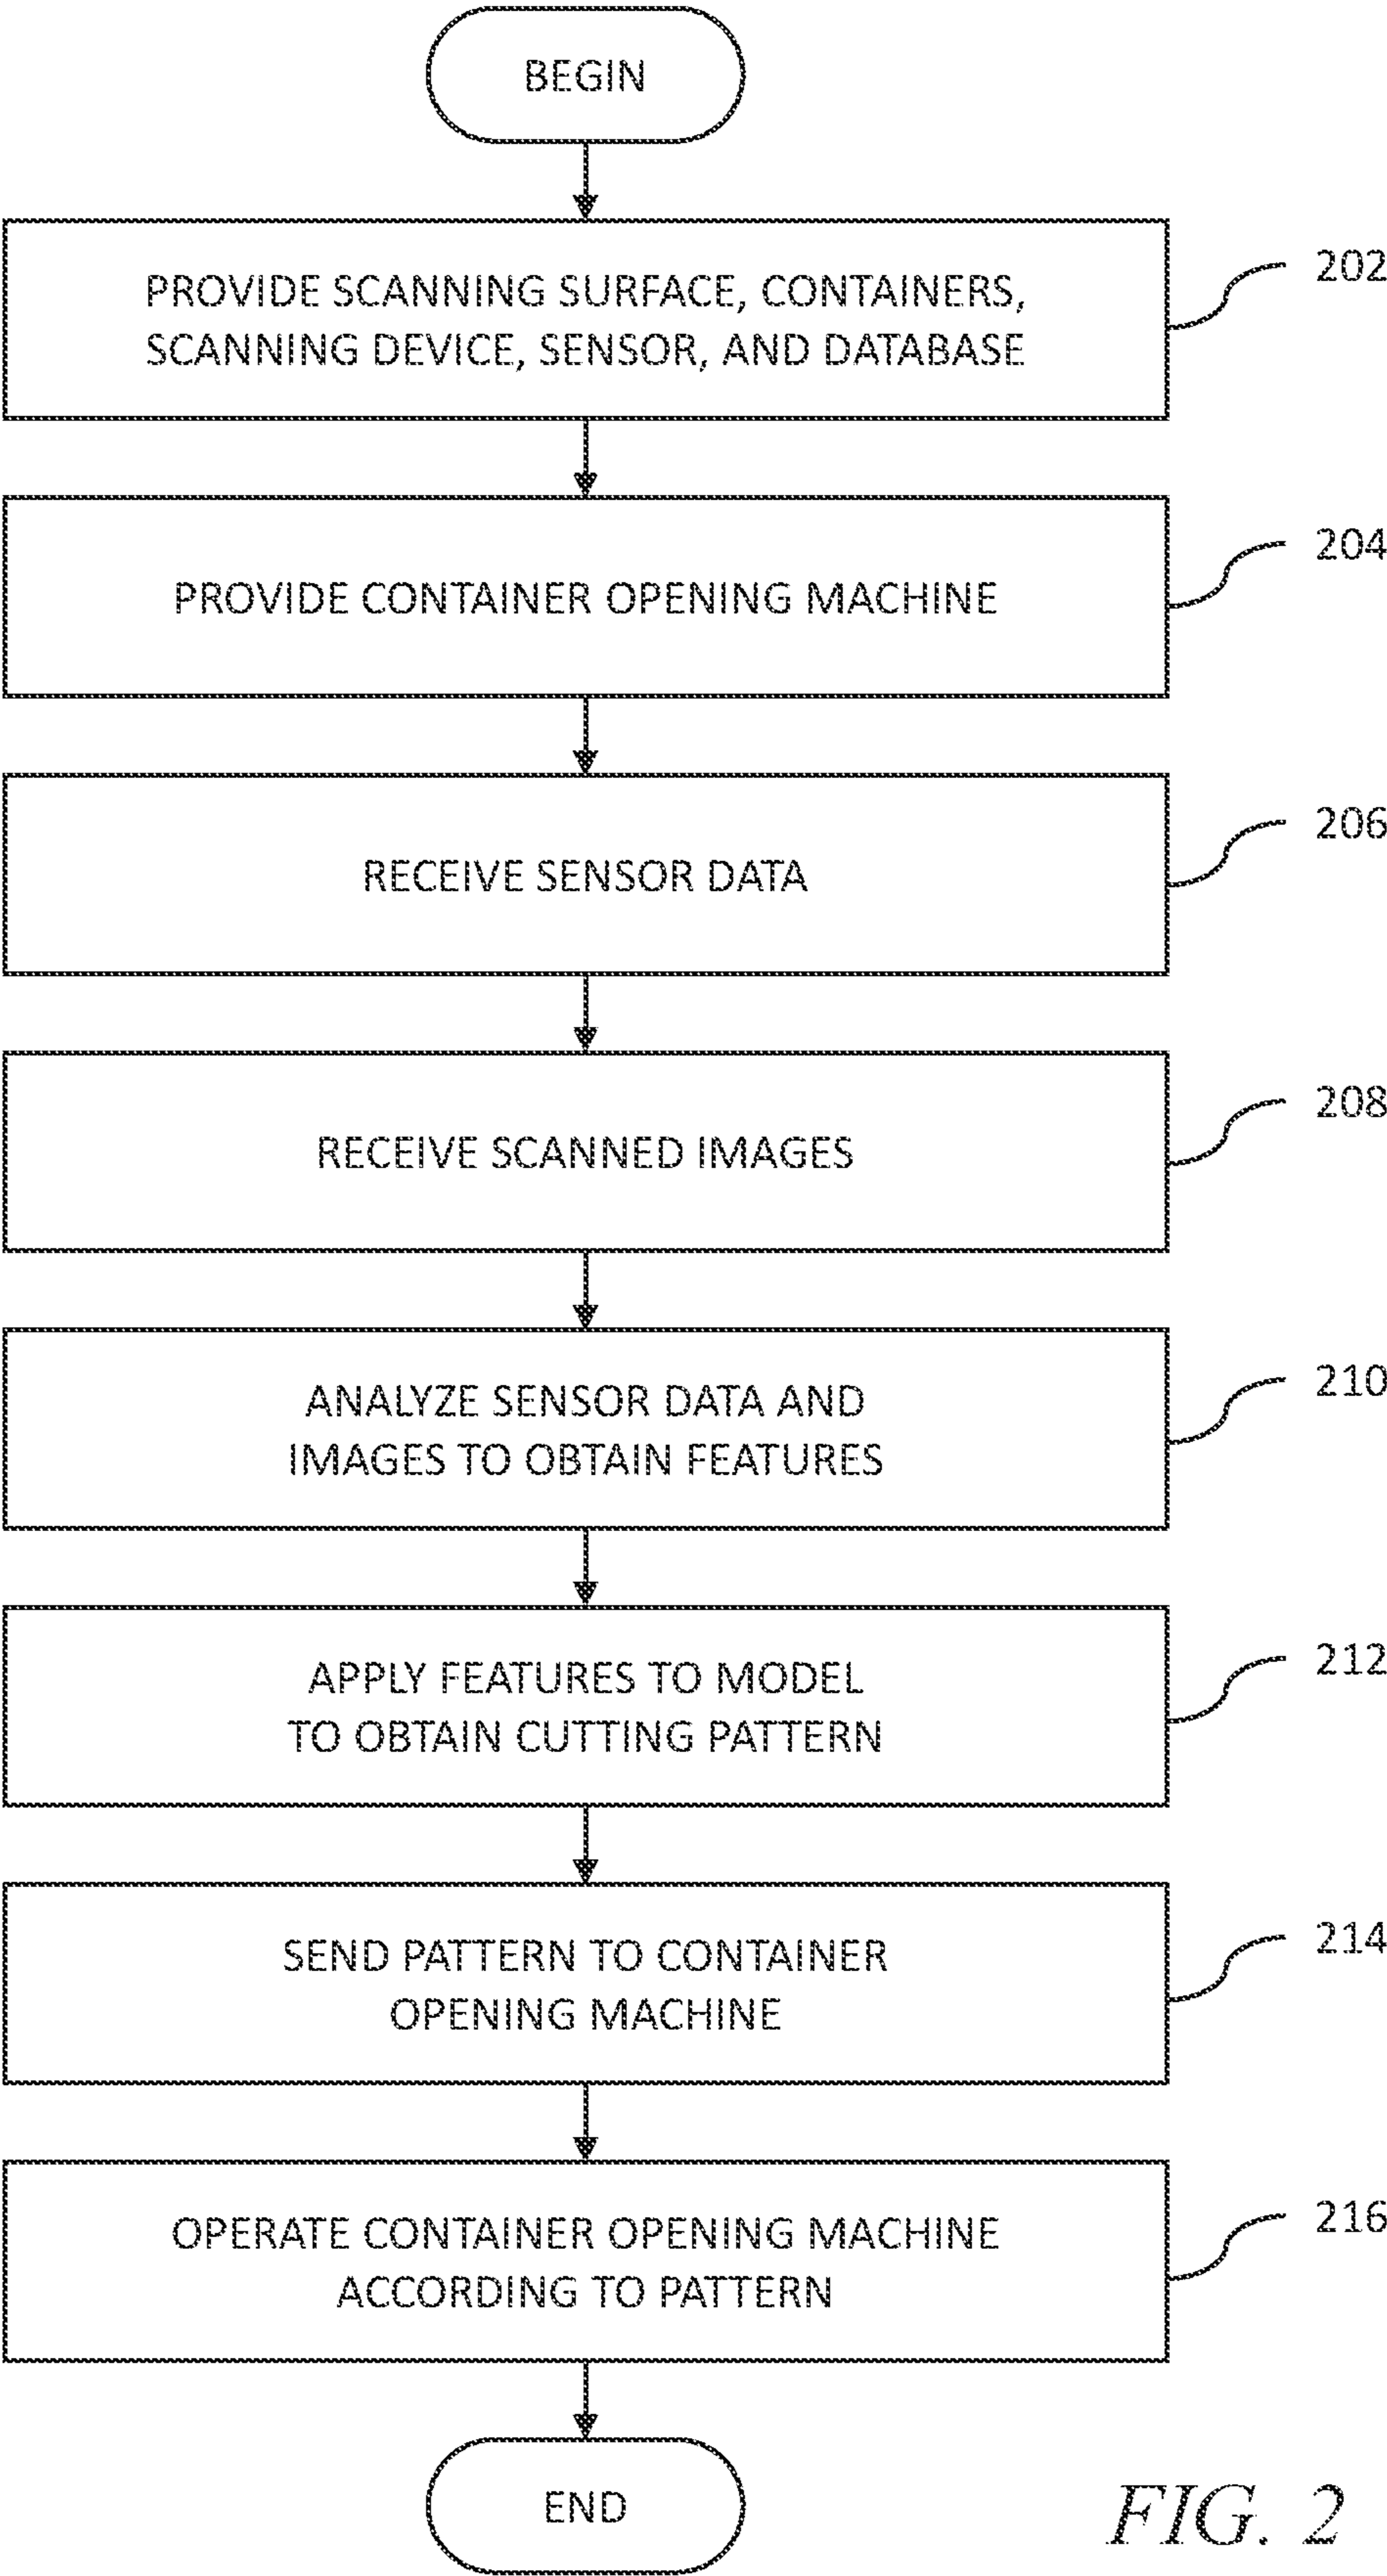 BEGIN
PROVIDE SCANNING SURFACE, CONTAINERS,
SCANNING DEVICE, SENSOR, AND DATABASE
202
PROVIDE CONTAINER OPENING MACHINE
204
RECEIVE SENSOR DATA
206
RECEIVE SCANNED IMAGES
208
ANALYZE SENSOR DATA AND
IMAGES TO OBTAIN FEATURES
210
APPLY FEATURES TO MODEL
TO OBTAIN CUTTING PATTERN
212
SEND PATTERN TO CONTAINER
OPENING MACHINE
214
OPERATE CONTAINER OPENING MACHINE
ACCORDING TO PATTERN
216
END
FIG. 2